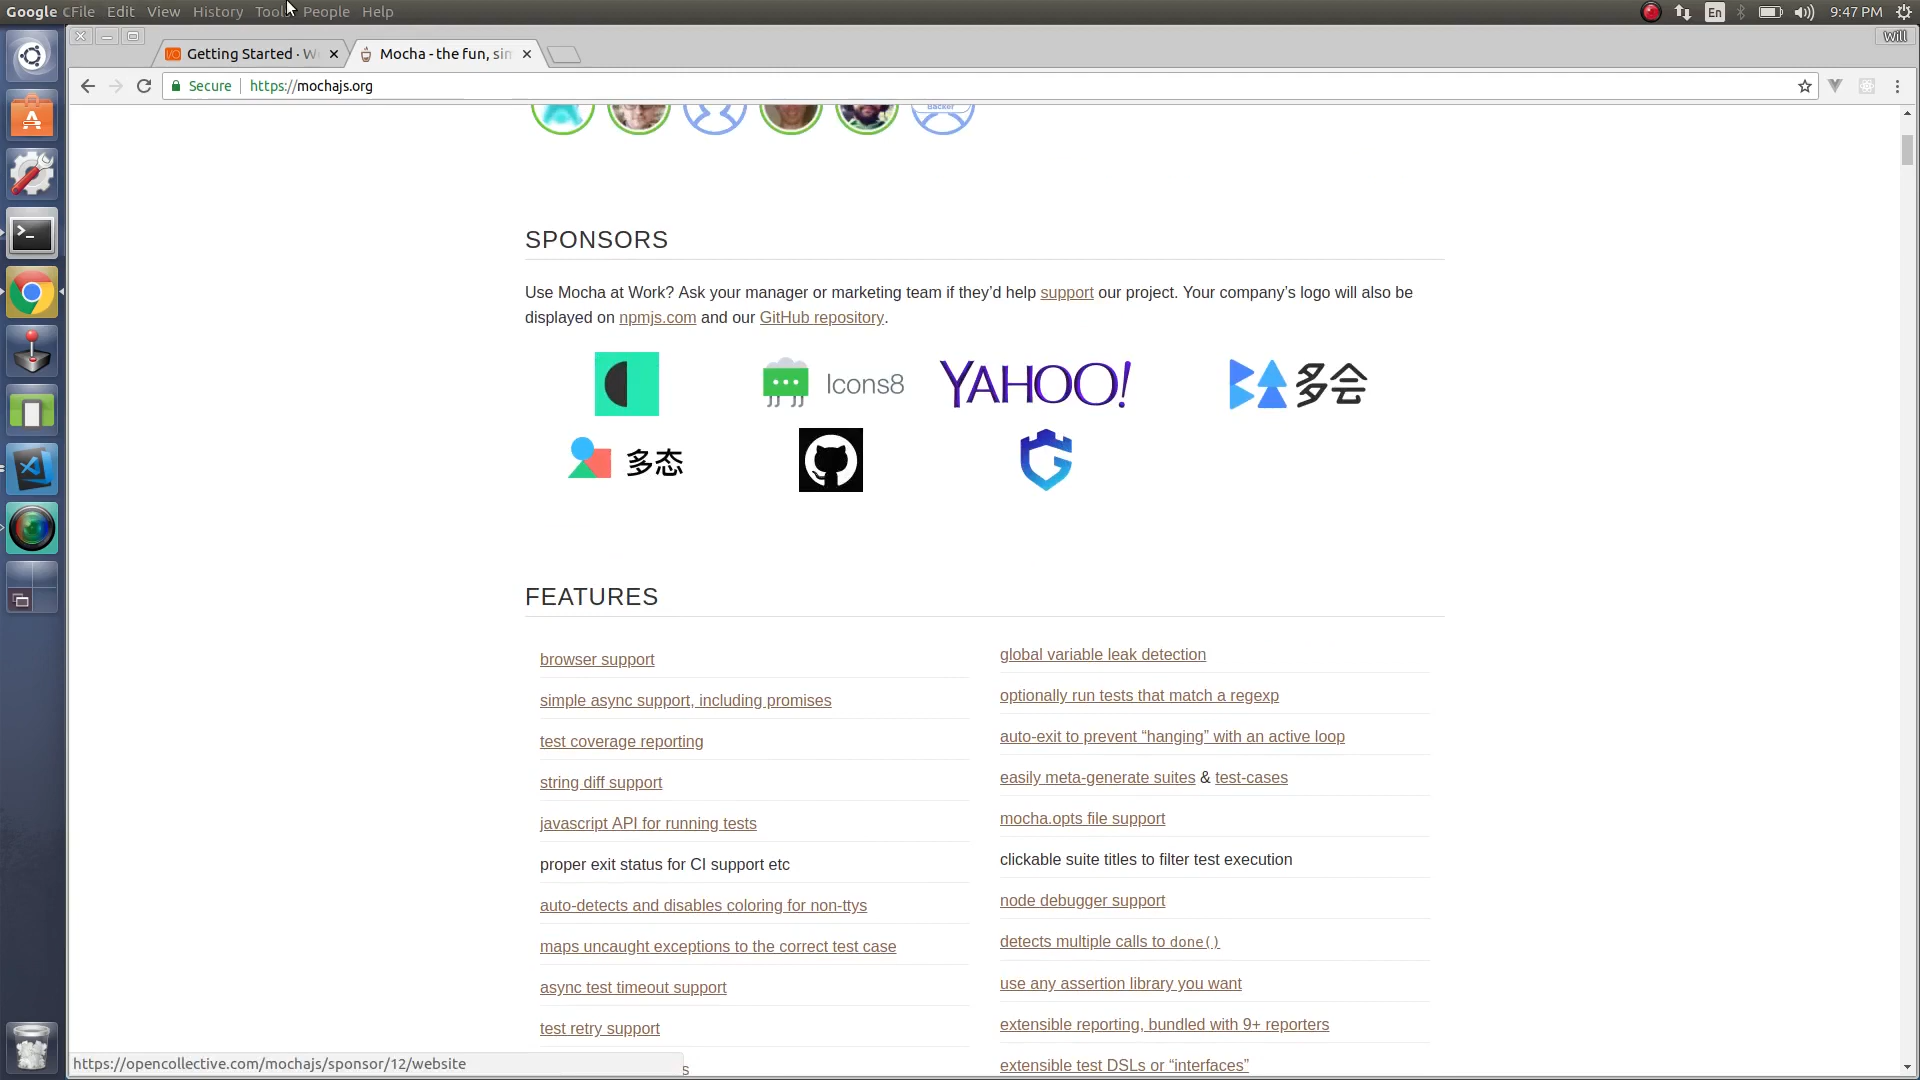 Google C File Edit View History Tools People Help
En 9:47 PM
Getting Started · W Mocha - the fun, sim Will
Secure https://mochajs.org
Backer
SPONSORS
Use Mocha at Work? Ask your manager or marketing team if they’d help support our project. Your company’s logo will also be
displayed on npmjs.com and our GitHub repository.
Icons8 YAHOO! 多会
多态
FEATURES
browser support
simple async support, including promises
test coverage reporting
string diff support
javascript API for running tests
proper exit status for CI support etc
auto-detects and disables coloring for non-ttys
maps uncaught exceptions to the correct test case
async test timeout support
test retry support
s
global variable leak detection
optionally run tests that match a regexp
auto-exit to prevent “hanging” with an active loop
easily meta-generate suites & test-cases
mocha.opts file support
clickable suite titles to filter test execution
node debugger support
detects multiple calls to done()
use any assertion library you want
extensible reporting, bundled with 9+ reporters
extensible test DSLs or “interfaces”
https://opencollective.com/mochajs/sponsor/12/website